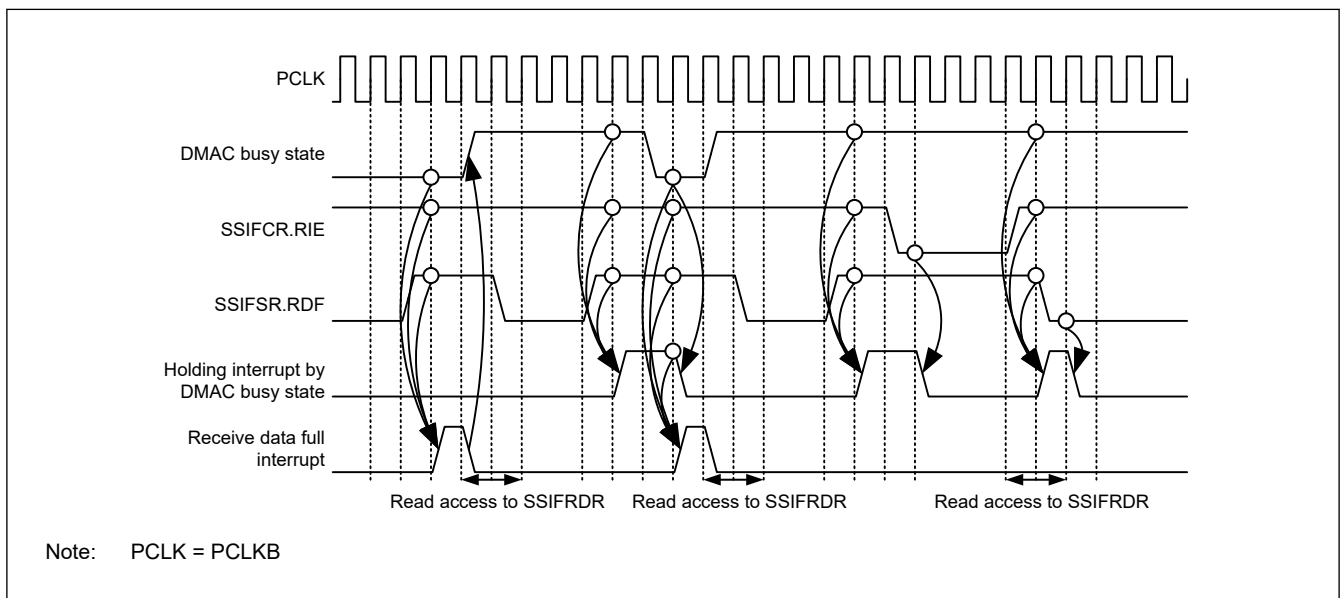 PCLK
DMAC busy state
SSIFCR.RIE
SSIFSR.RDF
Holding interrupt by
DMAC busy state
Receive data full
interrupt
Read access to SSIFRDR
Read access to SSIFRDR
Read access to SSIFRDR
Note: PCLK = PCLKB